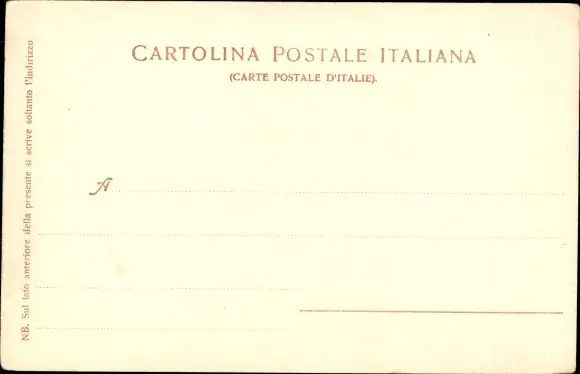 CARTOLINA POSTALE ITALIANA
(CARTE POSTALE D'ITALIE).
A
NB. Sul lato anteriore della presente si scrive soltanto l'indirizzo